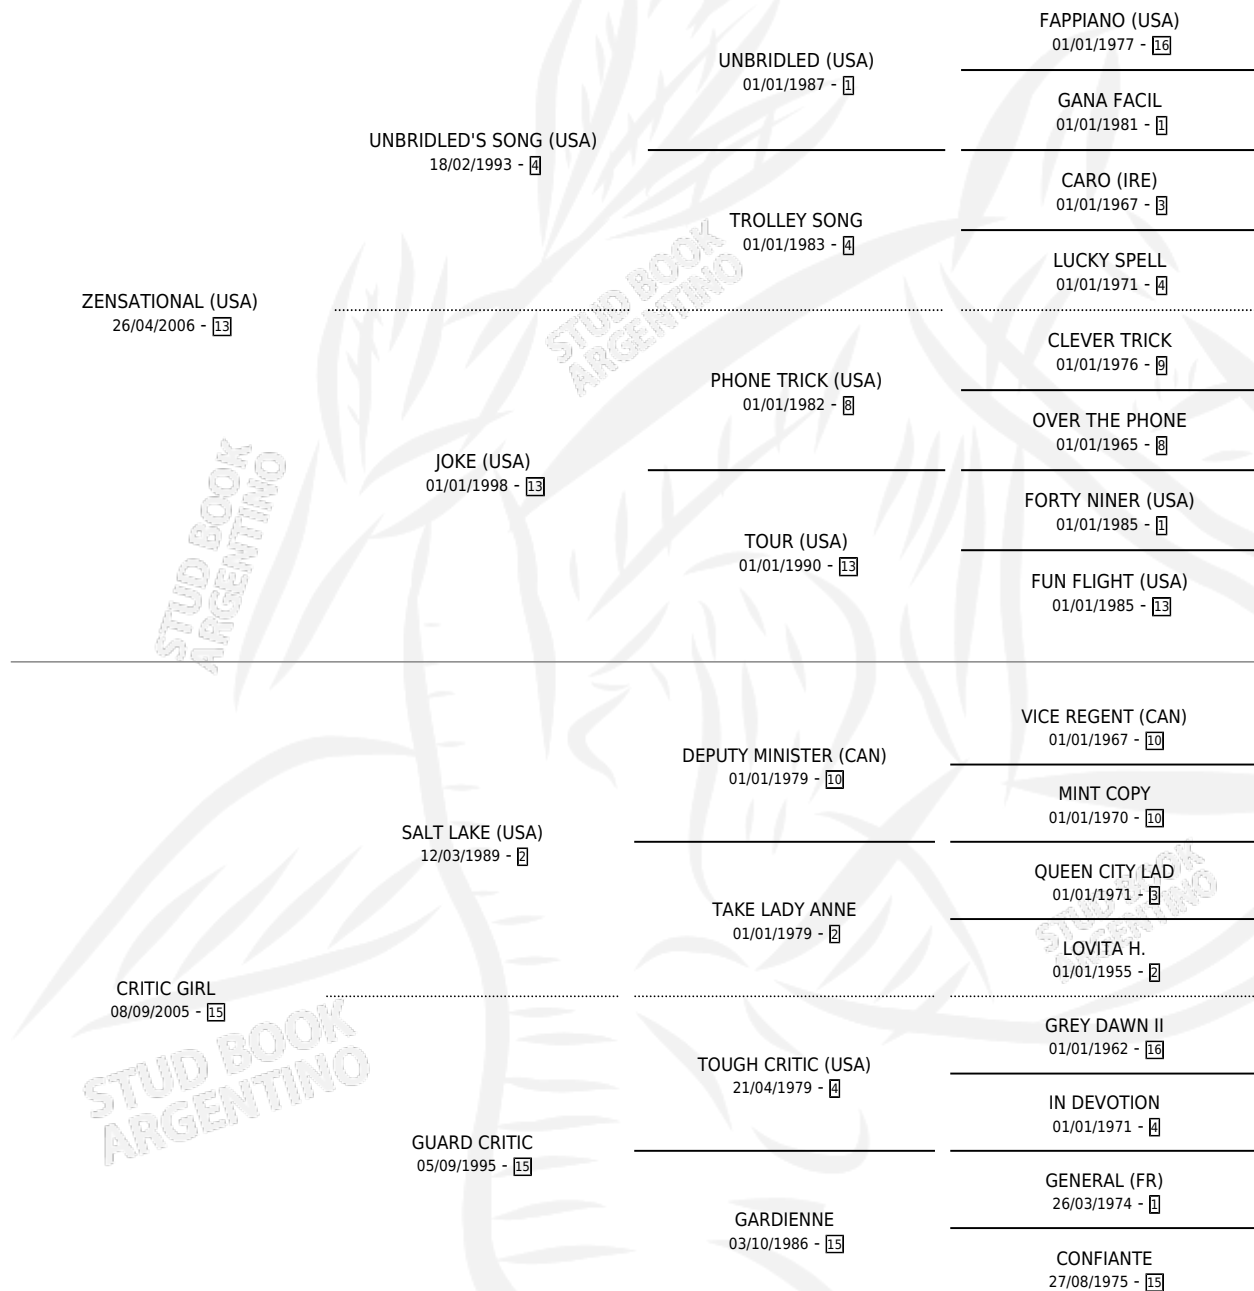 FAPPIANO (USA)
01/01/1977 - 16
UNBRIDLED (USA)
01/01/1987 - 1
GANA FACIL
01/01/1981 - 1
UNBRIDLED'S SONG (USA)
18/02/1993 - 4
CARO (IRE)
01/01/1967 - 3
TROLLEY SONG
01/01/1983 - 4
LUCKY SPELL
01/01/1971 - 4
ZENSATIONAL (USA)
26/04/2006 - 13
CLEVER TRICK
01/01/1976 - 9
PHONE TRICK (USA)
01/01/1982 - 8
OVER THE PHONE
01/01/1965 - 8
JOKE (USA)
01/01/1998 - 13
FORTY NINER (USA)
01/01/1985 - 1
TOUR (USA)
01/01/1990 - 13
FUN FLIGHT (USA)
01/01/1985 - 13
VICE REGENT (CAN)
01/01/1967 - 10
DEPUTY MINISTER (CAN)
01/01/1979 - 10
MINT COPY
01/01/1970 - 10
SALT LAKE (USA)
12/03/1989 - 2
QUEEN CITY LAD
01/01/1971 - 3
TAKE LADY ANNE
01/01/1979 - 2
LOVITA H.
01/01/1955 - 2
CRITIC GIRL
08/09/2005 - 15
GREY DAWN II
01/01/1962 - 16
TOUGH CRITIC (USA)
21/04/1979 - 4
IN DEVOTION
01/01/1971 - 4
GUARD CRITIC
05/09/1995 - 15
GENERAL (FR)
26/03/1974 - 1
GARDIENNE
03/10/1986 - 15
CONFIANTE
27/08/1975 - 15
STUD BOOK
ARGENTINO
STUD BOOK
ARGENTINO
STUD BOOK
ARGENTINO
STUD BOOK
ARGENTINO